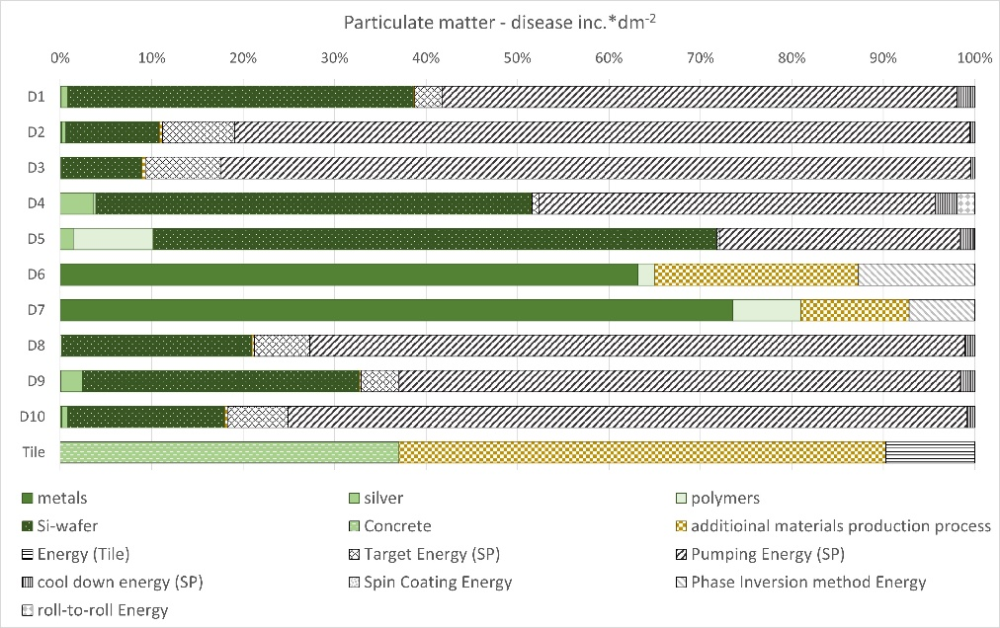 Particulate matter - disease inc.*dm-2
0% 10% 20% 30% 40% 50% 60% 70% 80% 90% 100%
D1
D2
D3
D4
D5
D6
D7
D8
D9
D10
Tile
metals silver polymers
Si-wafer Concrete additioinal materials production process
Energy (Tile) Target Energy (SP) Pumping Energy (SP)
cool down energy (SP) Spin Coating Energy Phase Inversion method Energy
roll-to-roll Energy